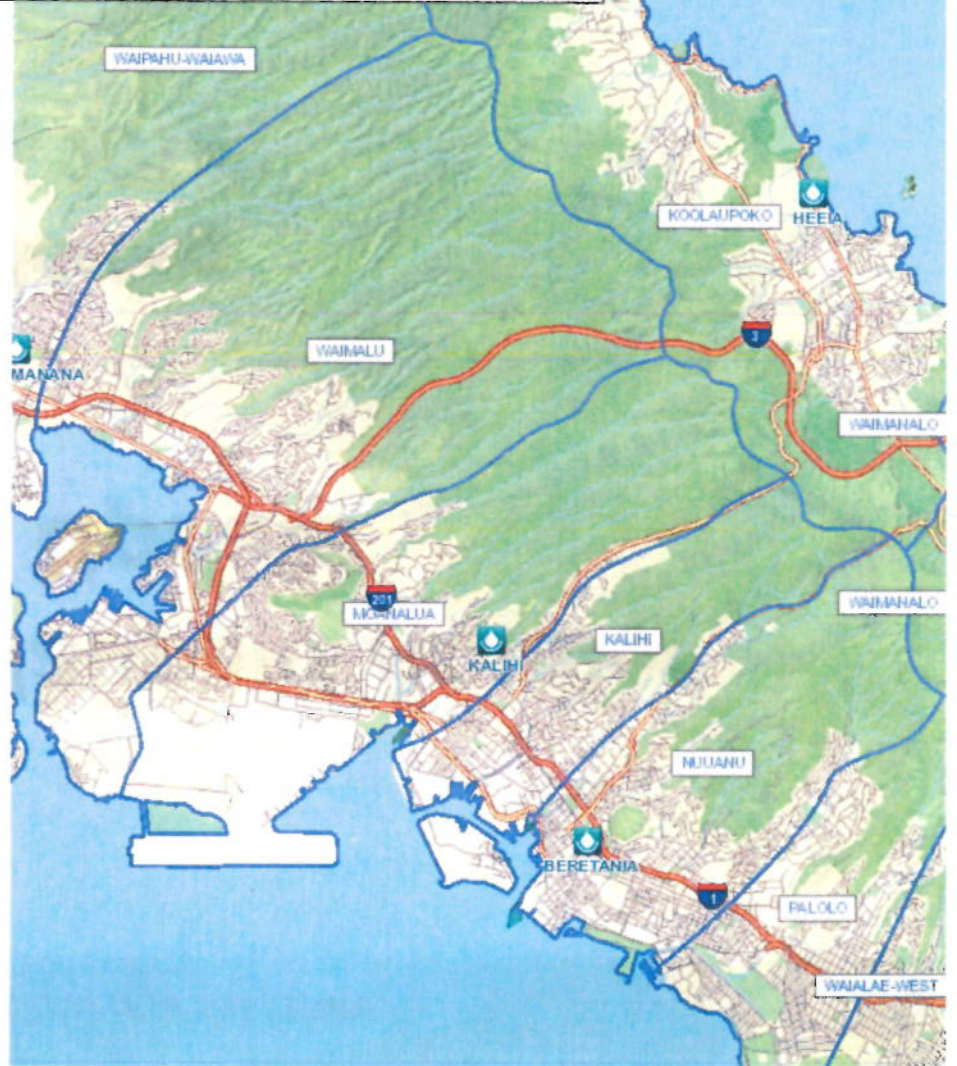 WAIPAHU-WAIAWA
KOOLAUPOKO
HEEIA
3
WAIMALU
MANANA
WAIMANALO
201
MOANALUA
WAIMANALO
KALIHI
KALIHI
NUUANU
BERETANIA
1
PALOLO
WAIALAE-WEST